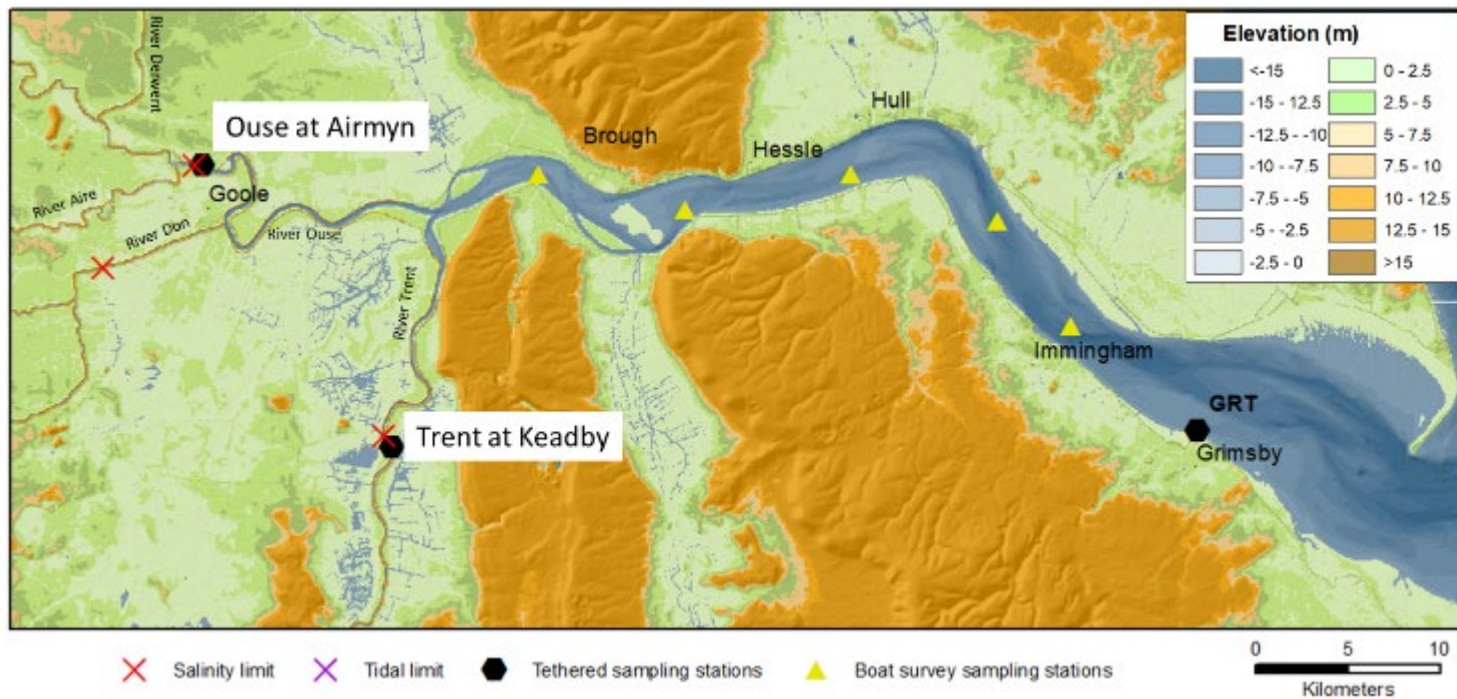 Elevation (m)
<-15
-15 - 12.5
-12.5 - -10
-10 - -7.5
-7.5 - -5
-5 - -2.5
-2.5 - 0
0 - 2.5
2.5 - 5
5 - 7.5
7.5 - 10
10 - 12.5
12.5 - 15
>15
River Derwent
Ouse at Airmyn
Goole
River Aire
River Don
River Ouse
River Trent
Trent at Keadby
Brough
Hessle
Hull
Immingham
GRT
Grimsby
Salinity limit
Tidal limit
Tethered sampling stations
Boat survey sampling stations
0 5 10
Kilometers